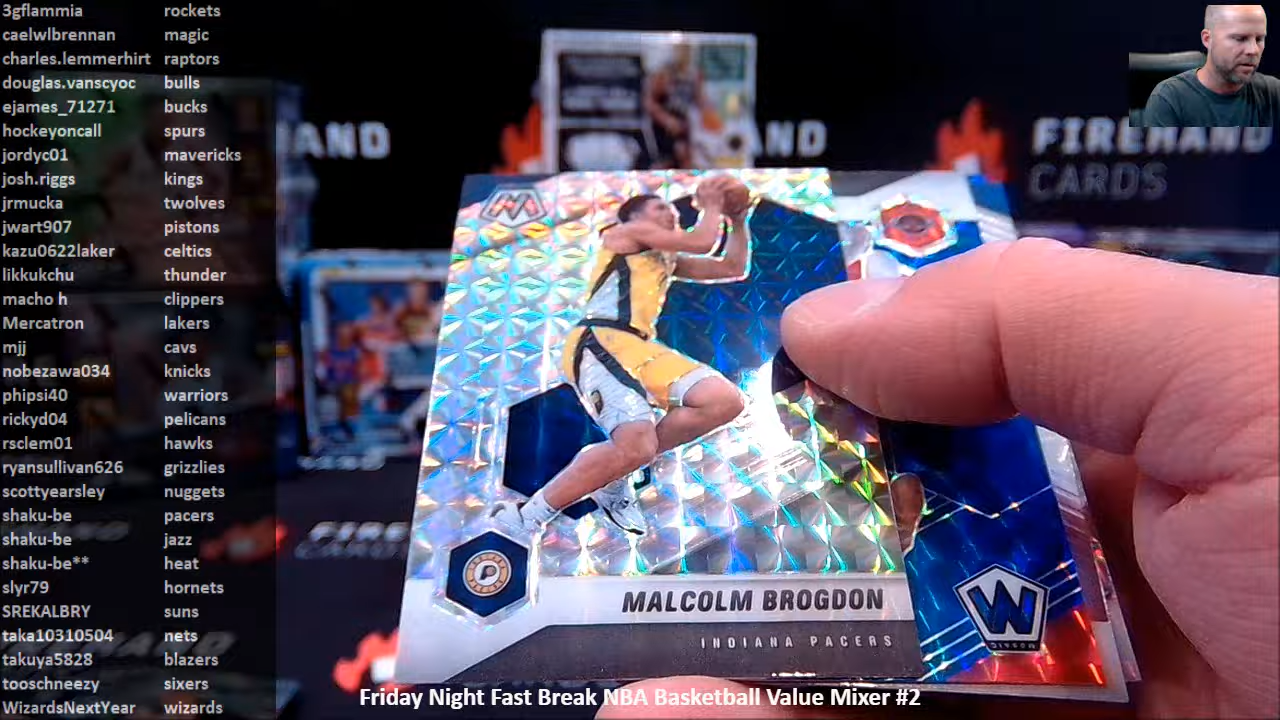 3gflammia rockets
caelwlbrennan magic
charles.lemmerhirt raptors
douglas.vanscyoc bulls
ejames_71271 bucks
hockeyoncall spurs
jordyc01 mavericks
josh.riggs kings
jrmucka twolves
jwart907 pistons
kazu0622laker celtics
likkukchu thunder
macho h clippers
Mercatron lakers
mjj cavs
nobezawa034 knicks
phipsi40 warriors
rickyd04 pelicans
rsclem01 hawks
ryansullivan626 grizzlies
scottyearsley nuggets
shaku-be pacers
shaku-be jazz
shaku-be** heat
slyr79 hornets
SREKALBRY suns
taka10310504 nets
takuya5828 blazers
tooschneezy sixers
WizardsNextYear wizards
HAND
AND
FIREHAND
CARDS
M
W
MOSAIC
P
MALCOLM BROGDON
INDIANA PACERS
Friday Night Fast Break NBA Basketball Value Mixer #2